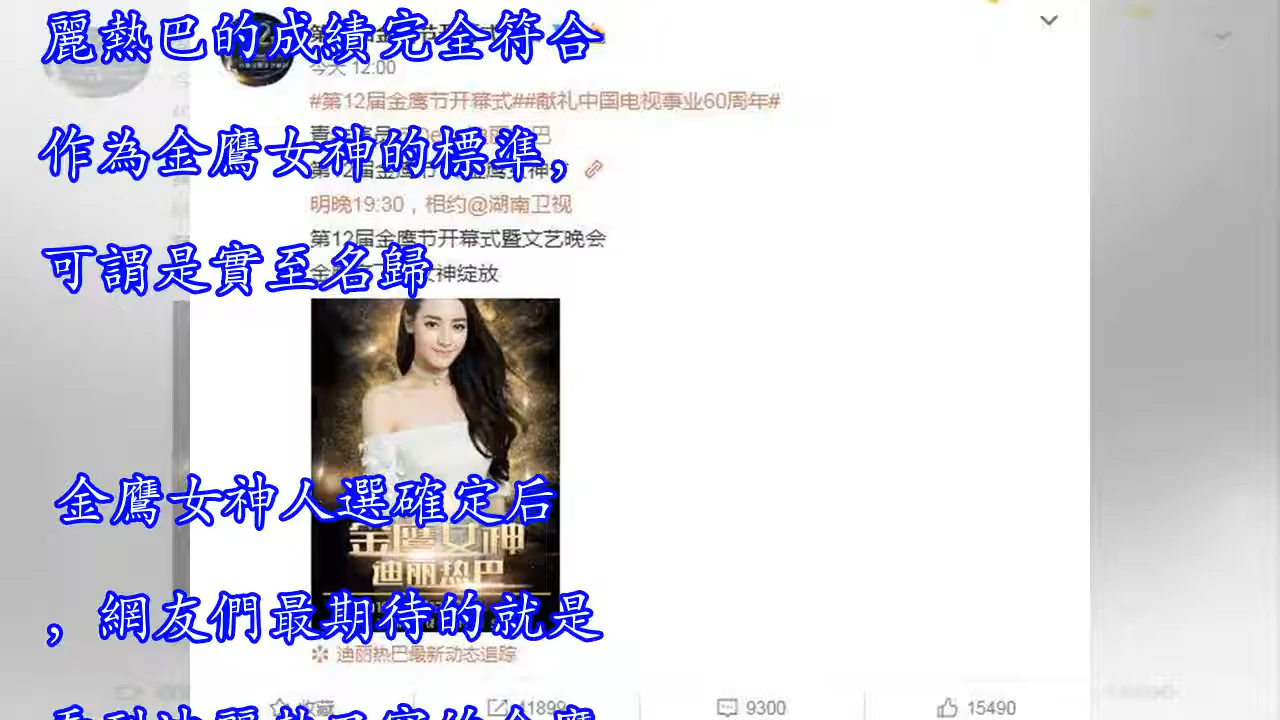 麗熱巴的成績完全符合
今天 12:00
#第12届金鹰节开幕式##献礼中国电视事业60周年#
作為金鷹女神的標準,
明晚19:30，相约@湖南卫视
第12届金鹰节开幕式暨文艺晚会
可謂是實至名歸
神绽放
金鷹女神人選確定后
金鹰女神
迪丽热巴
，網友們最期待的就是
迪丽热巴最新动态追踪
收藏
41899
9300
15490